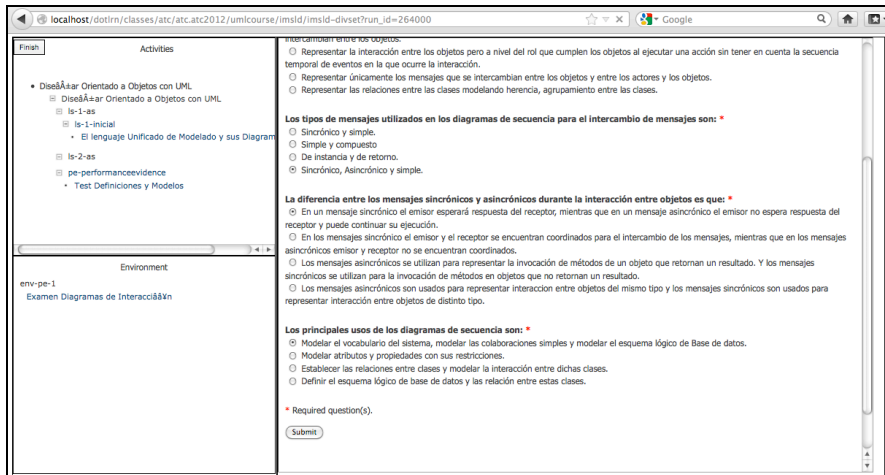 localhost/dotlrn/classes/atc/atc.atc2012/umlcourse/imsld/imsld-divset?run_id=264000
Google
Finish
Activities
DiseâÂ±ar Orientado a Objetos con UML
DiseâÂ±ar Orientado a Objetos con UML
ls-1-as
ls-1-inicial
El lenguaje Unificado de Modelado y sus Diagram
ls-2-as
pe-performanceevidence
Test Definiciones y Modelos
Environment
env-pe-1
Examen Diagramas de Interacciââ¥n
intercambian entre los objetos.
Representar la interacción entre los objetos pero a nivel del rol que cumplen los objetos al ejecutar una acción sin tener en cuenta la secuencia
temporal de eventos en la que ocurre la interacción.
Representar únicamente los mensajes que se intercambian entre los objetos y entre los actores y los objetos.
Representar las relaciones entre las clases modelando herencia, agrupamiento entre las clases.
Los tipos de mensajes utilizados en los diagramas de secuencia para el intercambio de mensajes son: *
Sincrónico y simple.
Simple y compuesto
De instancia y de retorno.
Sincrónico, Asincrónico y simple.
La diferencia entre los mensajes sincrónicos y asincrónicos durante la interacción entre objetos es que: *
En un mensaje sincrónico el emisor esperará respuesta del receptor, mientras que en un mensaje asincrónico el emisor no espera respuesta del
receptor y puede continuar su ejecución.
En los mensajes sincrónico el emisor y el receptor se encuentran coordinados para el intercambio de los mensajes, mientras que en los mensajes
asincrónicos emisor y receptor no se encuentran coordinados.
Los mensajes asincrónicos se utilizan para representar la invocación de métodos de un objeto que retornan un resultado. Y los mensajes
sincrónicos se utilizan para la invocación de métodos en objetos que no retornan un resultado.
Los mensajes asincrónicos son usados para representar interaccion entre objetos del mismo tipo y los mensajes sincrónicos son usados para
representar interacción entre objetos de distinto tipo.
Los principales usos de los diagramas de secuencia son: *
Modelar el vocabulario del sistema, modelar las colaboraciones simples y modelar el esquema lógico de Base de datos.
Modelar atributos y propiedades con sus restricciones.
Establecer las relaciones entre clases y modelar la interacción entre dichas clases.
Definir el esquema lógico de base de datos y las relación entre estas clases.
* Required question(s).
Submit